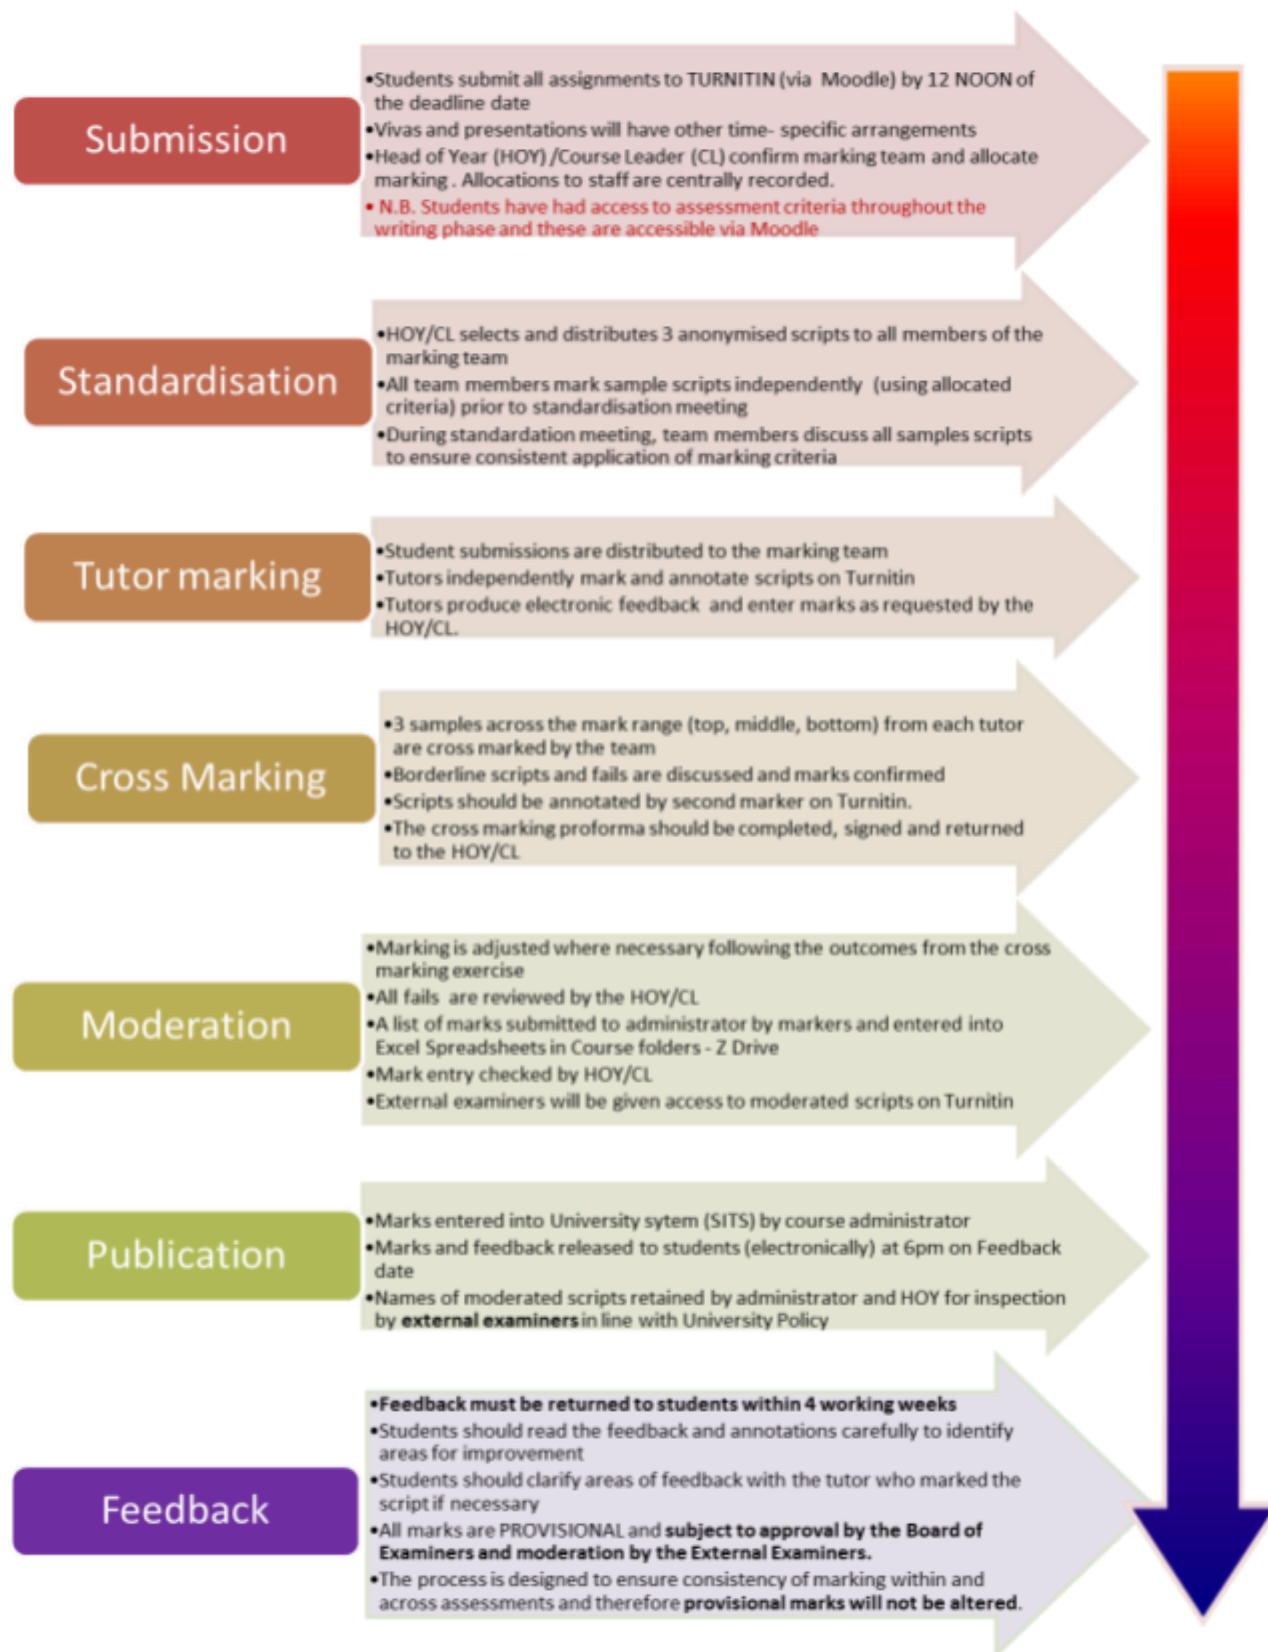 Submission
•Students submit all assignments to TURNITIN (via Moodle) by 12 NOON of
the deadline date
•Vivas and presentations will have other time- specific arrangements
•Head of Year (HOY) /Course Leader (CL) confirm marking team and allocate
marking . Allocations to staff are centrally recorded.
• N.B. Students have had access to assessment criteria throughout the
writing phase and these are accessible via Moodle
Standardisation
•HOY/CL selects and distributes 3 anonymised scripts to all members of the
marking team
•All team members mark sample scripts independently (using allocated
criteria) prior to standardisation meeting
•During standardation meeting, team members discuss all samples scripts
to ensure consistent application of marking criteria
Tutor marking
•Student submissions are distributed to the marking team
•Tutors independently mark and annotate scripts on Turnitin
•Tutors produce electronic feedback and enter marks as requested by the
HOY/CL.
Cross Marking
•3 samples across the mark range (top, middle, bottom) from each tutor
are cross marked by the team
•Borderline scripts and fails are discussed and marks confirmed
•Scripts should be annotated by second marker on Turnitin.
•The cross marking proforma should be completed, signed and returned
to the HOY/CL
Moderation
•Marking is adjusted where necessary following the outcomes from the cross
marking exercise
•All fails are reviewed by the HOY/CL
•A list of marks submitted to administrator by markers and entered into
Excel Spreadsheets in Course folders - Z Drive
•Mark entry checked by HOY/CL
•External examiners will be given access to moderated scripts on Turnitin
Publication
•Marks entered into University sytem (SITS) by course administrator
•Marks and feedback released to students (electronically) at 6pm on Feedback
date
•Names of moderated scripts retained by administrator and HOY for inspection
by external examiners in line with University Policy
Feedback
•Feedback must be returned to students within 4 working weeks
•Students should read the feedback and annotations carefully to identify
areas for improvement
•Students should clarify areas of feedback with the tutor who marked the
script if necessary
•All marks are PROVISIONAL and subject to approval by the Board of
Examiners and moderation by the External Examiners.
•The process is designed to ensure consistency of marking within and
across assessments and therefore provisional marks will not be altered.